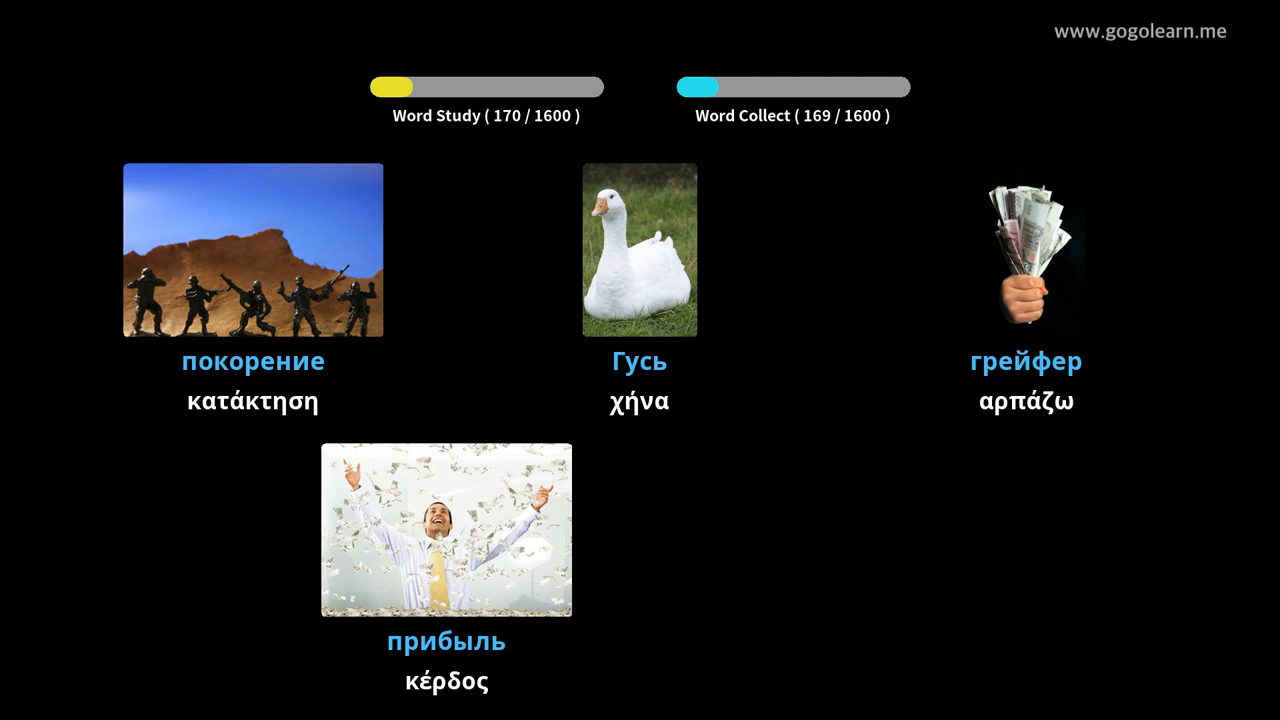 www.gogolearn.me
Word Study ( 170 / 1600 )
Word Collect ( 169 / 1600 )
покорение
κατάκτηση
Гусь
χήνα
грейфер
αρπάζω
прибыль
κέρδος